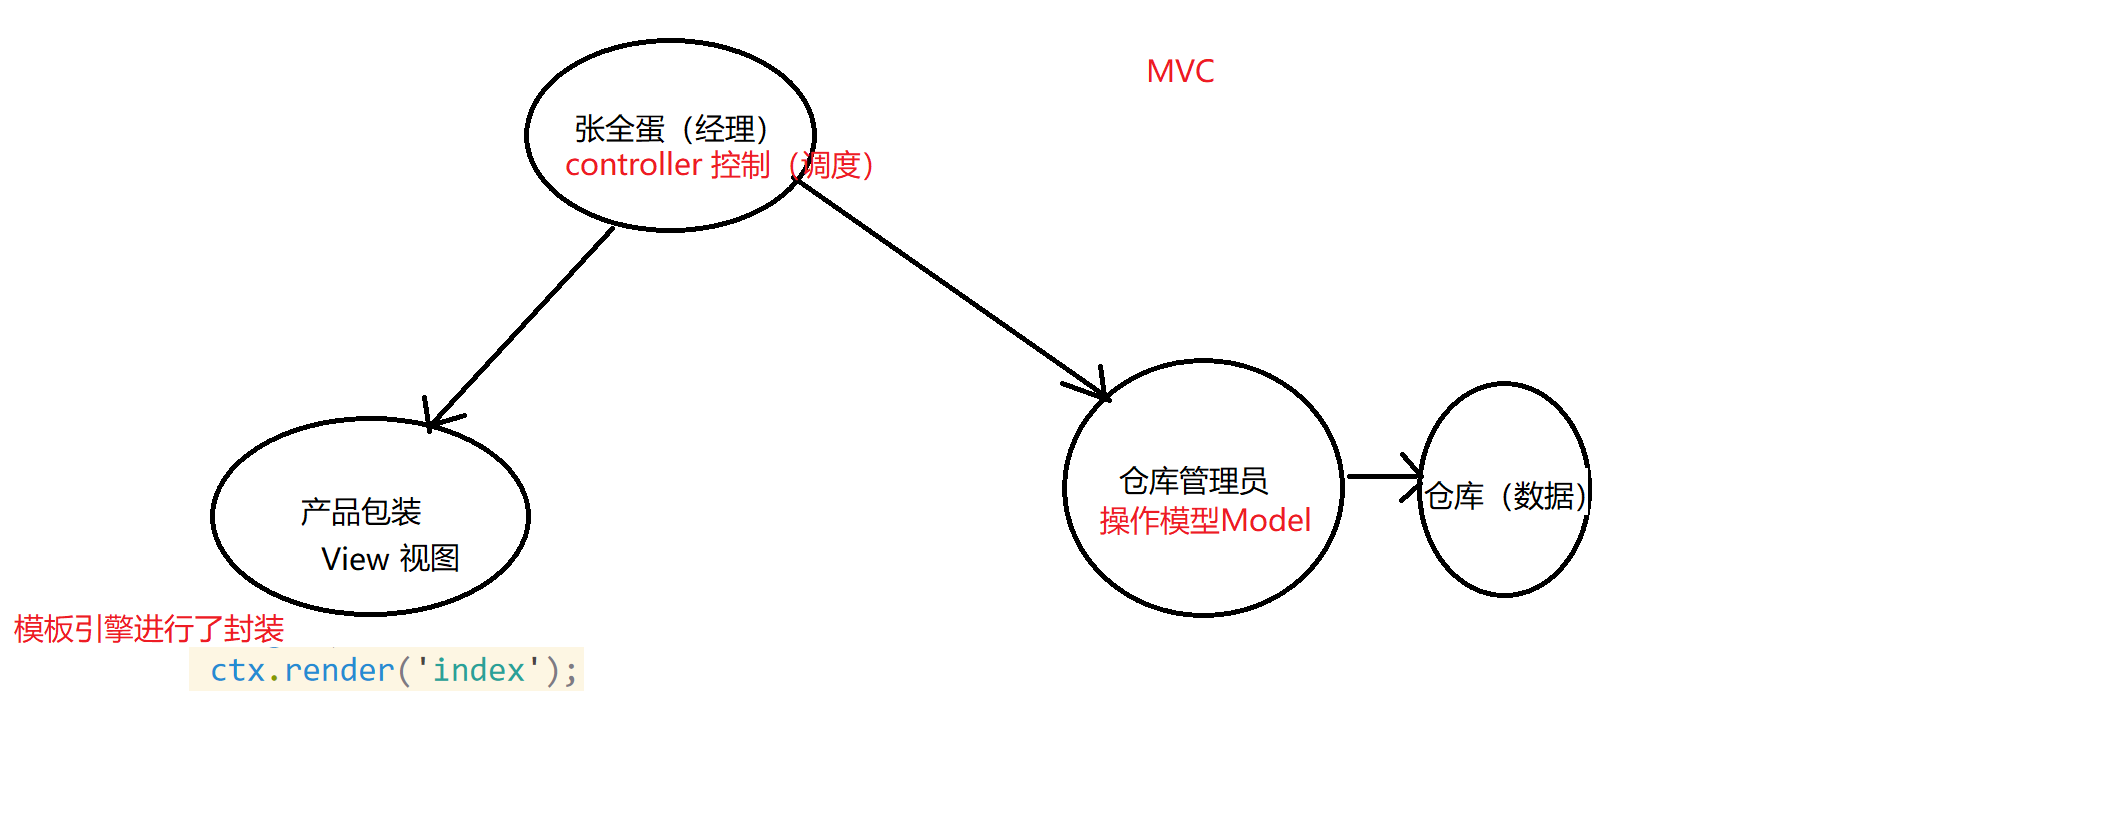 MVC
张全蛋（经理）
controller 控制（调度）
仓库管理员
操作模型Model
仓库（数据）
产品包装
View 视图
模板引擎进行了封装
ctx.render('index');